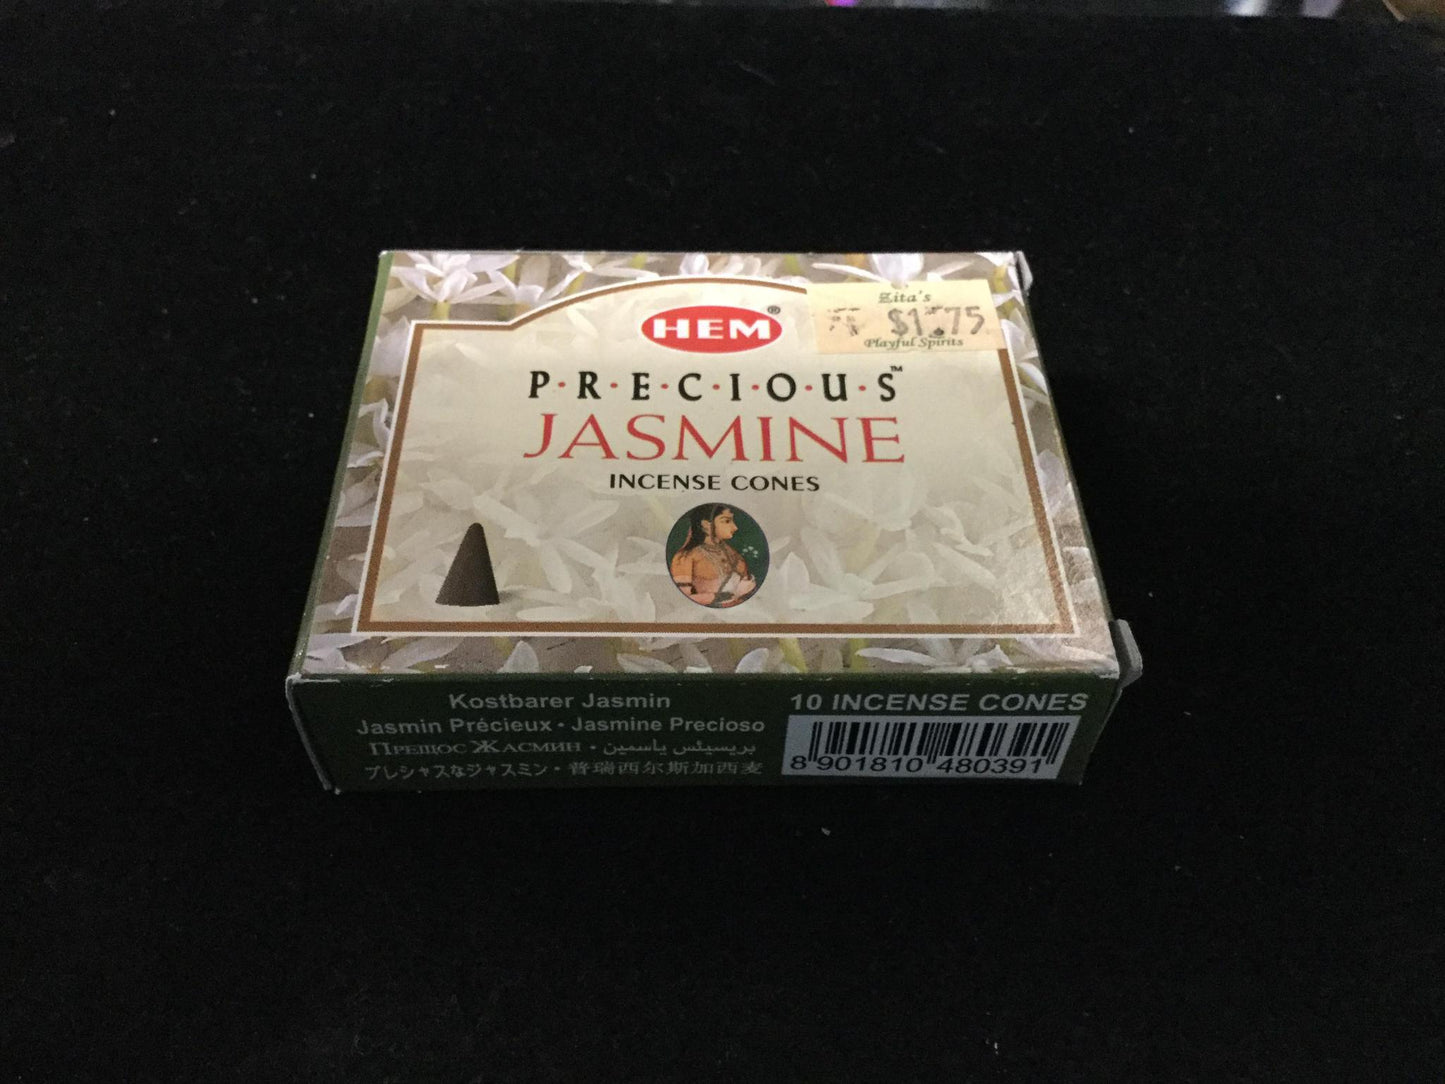 Zita's
$1.75
Playful Spirits
HEM®
P·R·E·C·I·O·U·S™
JASMINE
INCENSE CONES
Kostbarer Jasmin
Jasmin Précieux • Jasmine Precioso
Прешос Жасмин • بريسيئس ياسمين
プレシャスなジャスミン • 普瑞西尔斯加西麦
10 INCENSE CONES
8 901810 480391